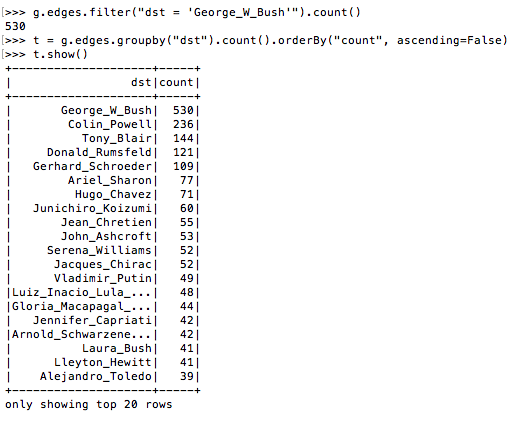 [>>> g.edges.filter("dst = 'George_W_Bush'").count()
530
[>>> t = g.edges.groupby("dst").count().orderBy("count", ascending=False)
[>>> t.show()
+--------------------+-----+
|                 dst|count|
+--------------------+-----+
|       George_W_Bush|  530|
|        Colin_Powell|  236|
|          Tony_Blair|  144|
|     Donald_Rumsfeld|  121|
|   Gerhard_Schroeder|  109|
|        Ariel_Sharon|   77|
|         Hugo_Chavez|   71|
|   Junichiro_Koizumi|   60|
|       Jean_Chretien|   55|
|       John_Ashcroft|   53|
|     Serena_Williams|   52|
|      Jacques_Chirac|   52|
|      Vladimir_Putin|   49|
|Luiz_Inacio_Lula_...|   48|
|Gloria_Macapagal_...|   44|
|   Jennifer_Capriati|   42|
|Arnold_Schwarzene...|   42|
|          Laura_Bush|   41|
|      Lleyton_Hewitt|   41|
|    Alejandro_Toledo|   39|
+--------------------+-----+
only showing top 20 rows